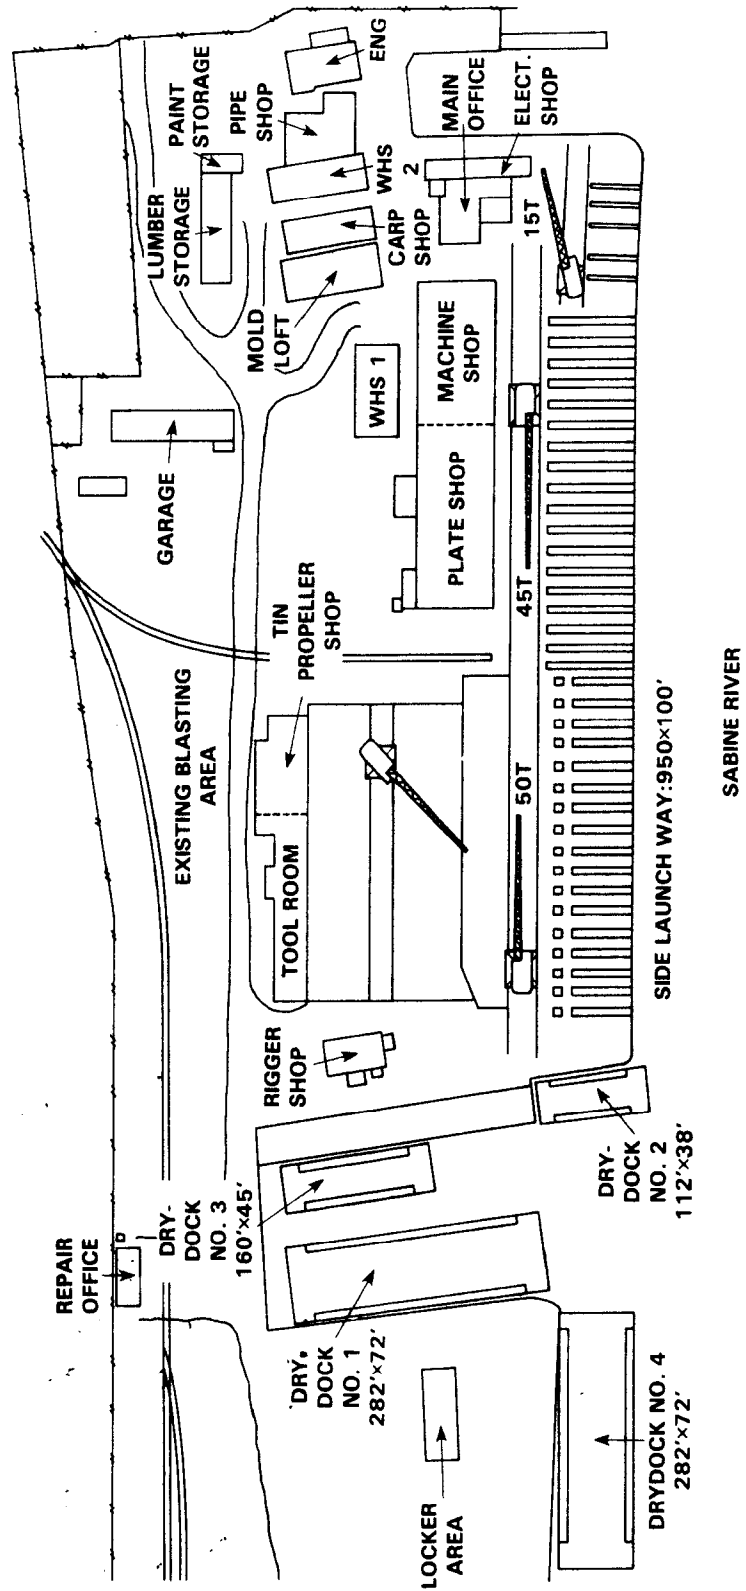 REPAIR
OFFICE
DRY-
DOCK
NO. 3
160'×45'
DRY.
DOCK
NO. 1
282'×72'
LOCKER
AREA
DRYDOCK NO. 4
282'×72'
DRY-
DOCK
NO. 2
112'×38'
RIGGER
SHOP
EXISTING BLASTING
AREA
TOOL ROOM
TIN
PROPELLER
SHOP
50T
45T
15T
SIDE LAUNCH WAY:950×100'
SABINE RIVER
GARAGE
PLATE SHOP
MACHINE
SHOP
WHS 1
MOLD
LOFT
LUMBER
STORAGE
PAINT
STORAGE
PIPE
SHOP
ENG
WHS
2
CARP
SHOP
MAIN
OFFICE
ELECT.
SHOP